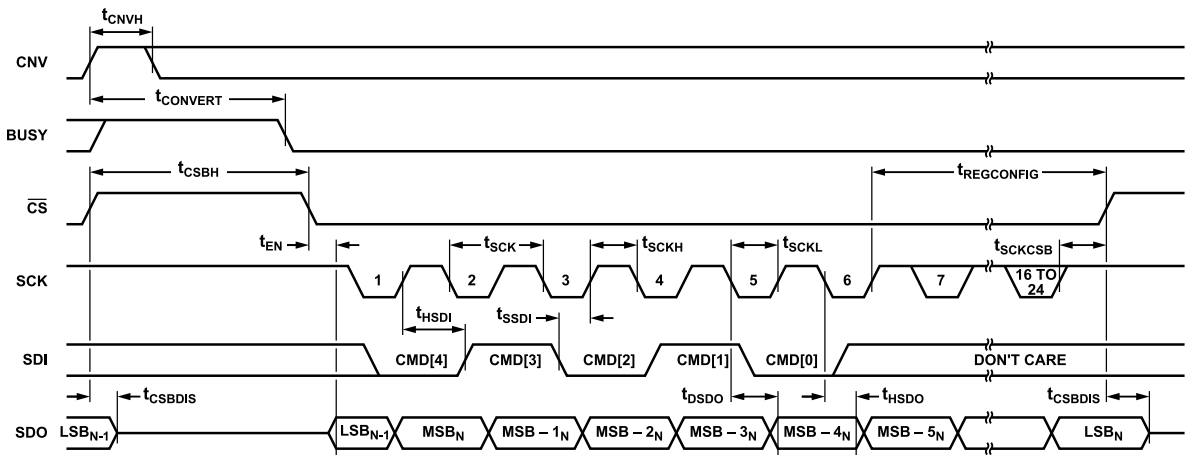 tCNVH
CNV
tCONVERT
BUSY
tCSBH
tREGCONFIG
CS
tEN
tSCK
tSCKH
tSCKL
tSCKCSB
SCK
1
2
3
4
5
6
7
16 TO
24
tHSDI
tSSDI
SDI
CMD[4]
CMD[3]
CMD[2]
CMD[1]
CMD[0]
DON'T CARE
tCSBDIS
tDSDO
tHSDO
tCSBDIS
SDO
LSBN-1
LSBN-1
MSBN
MSB – 1N
MSB – 2N
MSB – 3N
MSB – 4N
MSB – 5N
LSBN